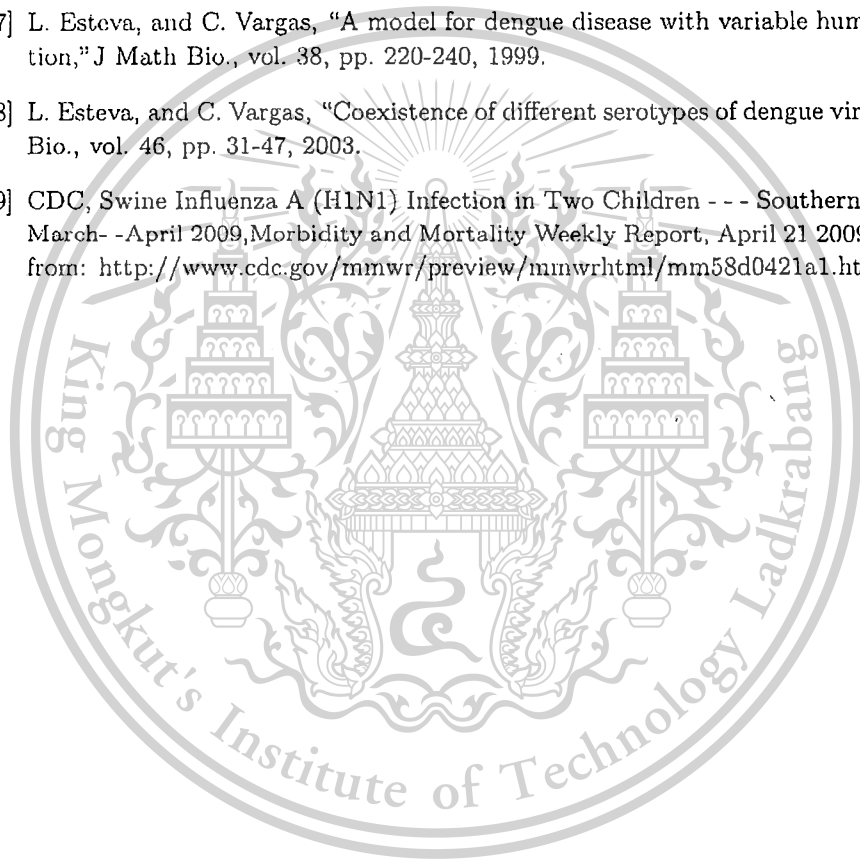 7] L. Esteva, and C. Vargas, “A model for dengue disease with variable hum
tion,” J Math Bio., vol. 38, pp. 220-240, 1999.
8] L. Esteva, and C. Vargas, “Coexistence of different serotypes of dengue vir
Bio., vol. 46, pp. 31-47, 2003.
9] CDC, Swine Influenza A (H1N1) Infection in Two Children - - - Southern
March- -April 2009,Morbidity and Mortality Weekly Report, April 21 2009
from: http://www.cdc.gov/mmwr/preview/mmwrhtml/mm58d0421a1.ht
King Mongkut's Institute of Technology Ladkrabang